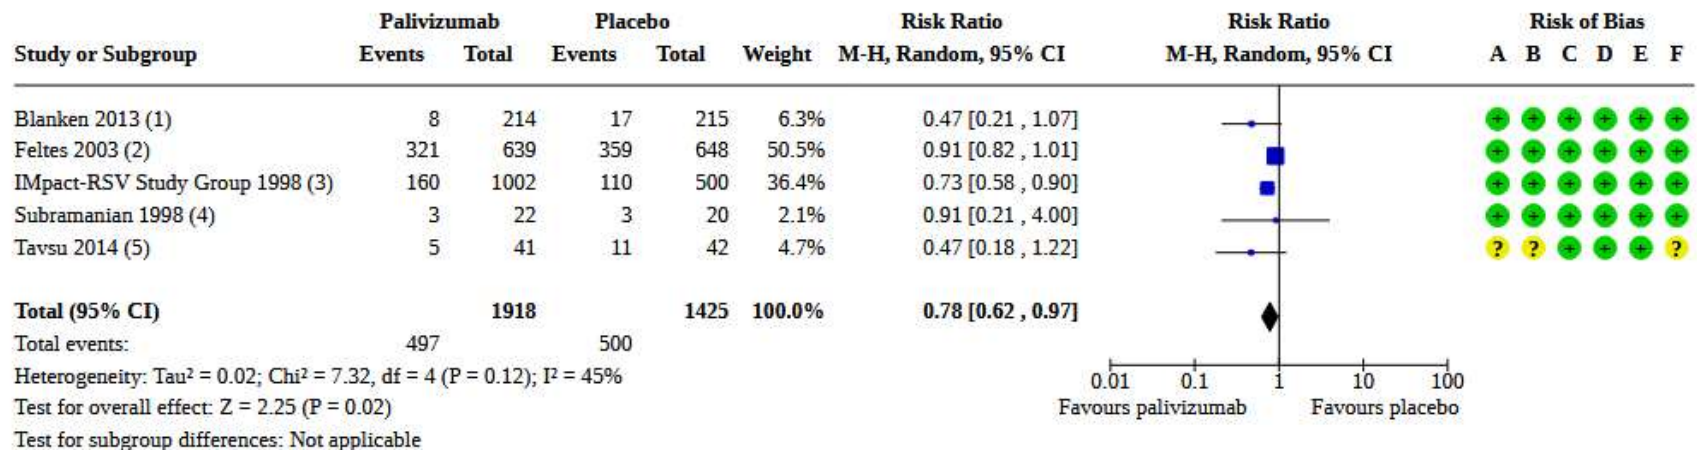 Palivizumab Placebo Risk Ratio Risk Ratio Risk of Bias
Study or Subgroup Events Total Events Total Weight M-H, Random, 95% CI M-H, Random, 95% CI A B C D E F
Blanken 2013 (1) 8 214 17 215 6.3% 0.47 [0.21 , 1.07] + + + + + +
Feltes 2003 (2) 321 639 359 648 50.5% 0.91 [0.82 , 1.01] + + + + + +
IMpact-RSV Study Group 1998 (3) 160 1002 110 500 36.4% 0.73 [0.58 , 0.90] + + + + + +
Subramanian 1998 (4) 3 22 3 20 2.1% 0.91 [0.21 , 4.00] + + + + + +
Tavsu 2014 (5) 5 41 11 42 4.7% 0.47 [0.18 , 1.22] ? ? + + + ?
Total (95% CI) 1918 1425 100.0% 0.78 [0.62 , 0.97]
Total events: 497 500
Heterogeneity: Tau² = 0.02; Chi² = 7.32, df = 4 (P = 0.12); I² = 45%
0.01 0.1 1 10 100
Test for overall effect: Z = 2.25 (P = 0.02)
Favours palivizumab Favours placebo
Test for subgroup differences: Not applicable